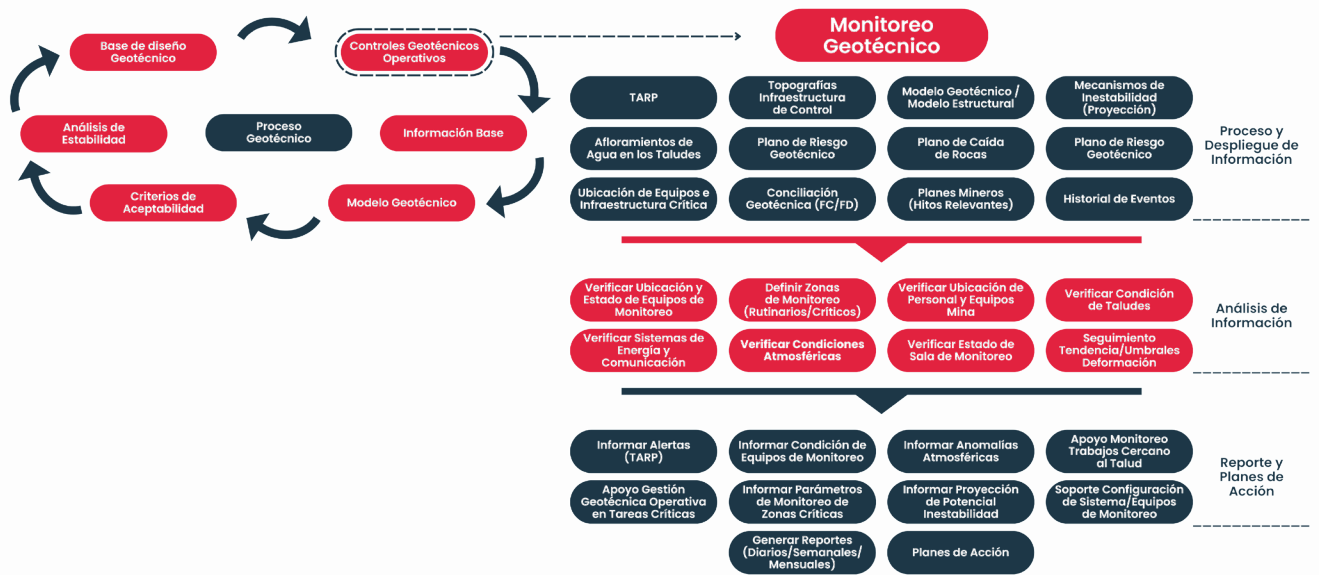 Base de diseño
Geotécnico
Controles Geotécnicos
Operativos
Análisis de
Estabilidad
Proceso
Geotécnico
Información Base
Criterios de
Aceptabilidad
Modelo Geotécnico
Monitoreo
Geotécnico
TARP
Topografías
Infraestructura
de Control
Modelo Geotécnico /
Modelo Estructural
Mecanismos de
Inestabilidad
(Proyección)
Afloramientos de
Agua en los Taludes
Plano de Riesgo
Geotécnico
Plano de Caída
de Rocas
Plano de Riesgo
Geotécnico
Ubicación de Equipos e
Infraestructura Crítica
Conciliación
Geotécnica (FC/FD)
Planes Mineros
(Hitos Relevantes)
Historial de Eventos
Proceso y
Despliegue de
Información
Verificar Ubicación y
Estado de Equipos de
Monitoreo
Definir Zonas
de Monitoreo
(Rutinarios/Críticos)
Verificar Ubicación de
Personal y Equipos
Mina
Verificar Condición
de Taludes
Verificar Sistemas de
Energía y
Comunicación
Verificar Condiciones
Atmosféricas
Verificar Estado de
Sala de Monitoreo
Seguimiento
Tendencia/Umbrales
Deformación
Análisis de
Información
Informar Alertas
(TARP)
Informar Condición de
Equipos de Monitoreo
Informar Anomalías
Atmosféricas
Apoyo Monitoreo
Trabajos Cercano
al Talud
Apoyo Gestión
Geotécnica Operativa
en Tareas Críticas
Informar Parámetros
de Monitoreo de
Zonas Críticas
Informar Proyección
de Potencial
Inestabilidad
Soporte Configuración
de Sistema/Equipos
de Monitoreo
Generar Reportes
(Diarios/Semanales/
Mensuales)
Planes de Acción
Reporte y
Planes de
Acción